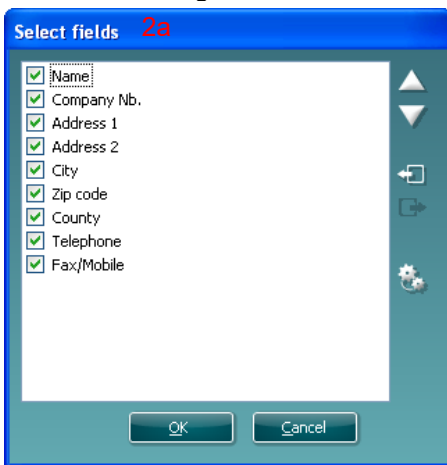 Select fields 2a
Name
Company Nb.
Address 1
Address 2
City
Zip code
County
Telephone
Fax/Mobile
OK Cancel